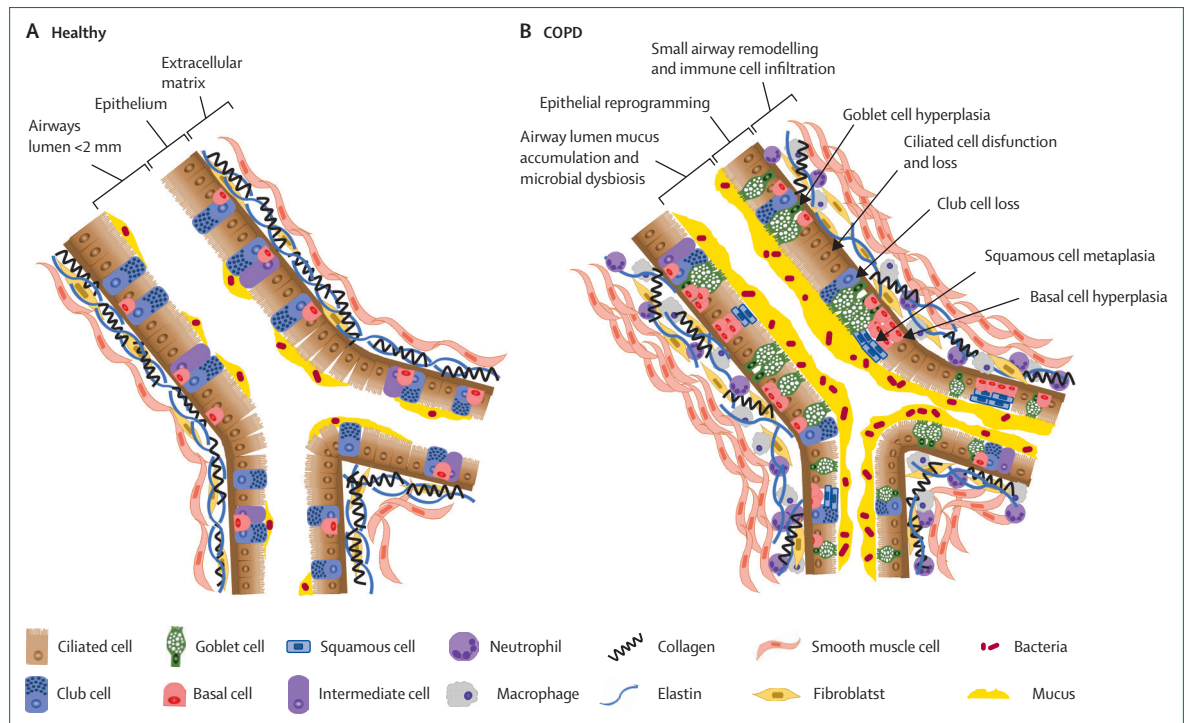 A Healthy
Extracellular
matrix
Epithelium
Airways
lumen <2 mm
B COPD
Small airway remodelling
and immune cell infiltration
Epithelial reprogramming
Airway lumen mucus
accumulation and
microbial dysbiosis
Goblet cell hyperplasia
Ciliated cell disfunction
and loss
Club cell loss
Squamous cell metaplasia
Basal cell hyperplasia
Ciliated cell
Goblet cell
Squamous cell
Neutrophil
Collagen
Smooth muscle cell
Bacteria
Club cell
Basal cell
Intermediate cell
Macrophage
Elastin
Fibroblatst
Mucus